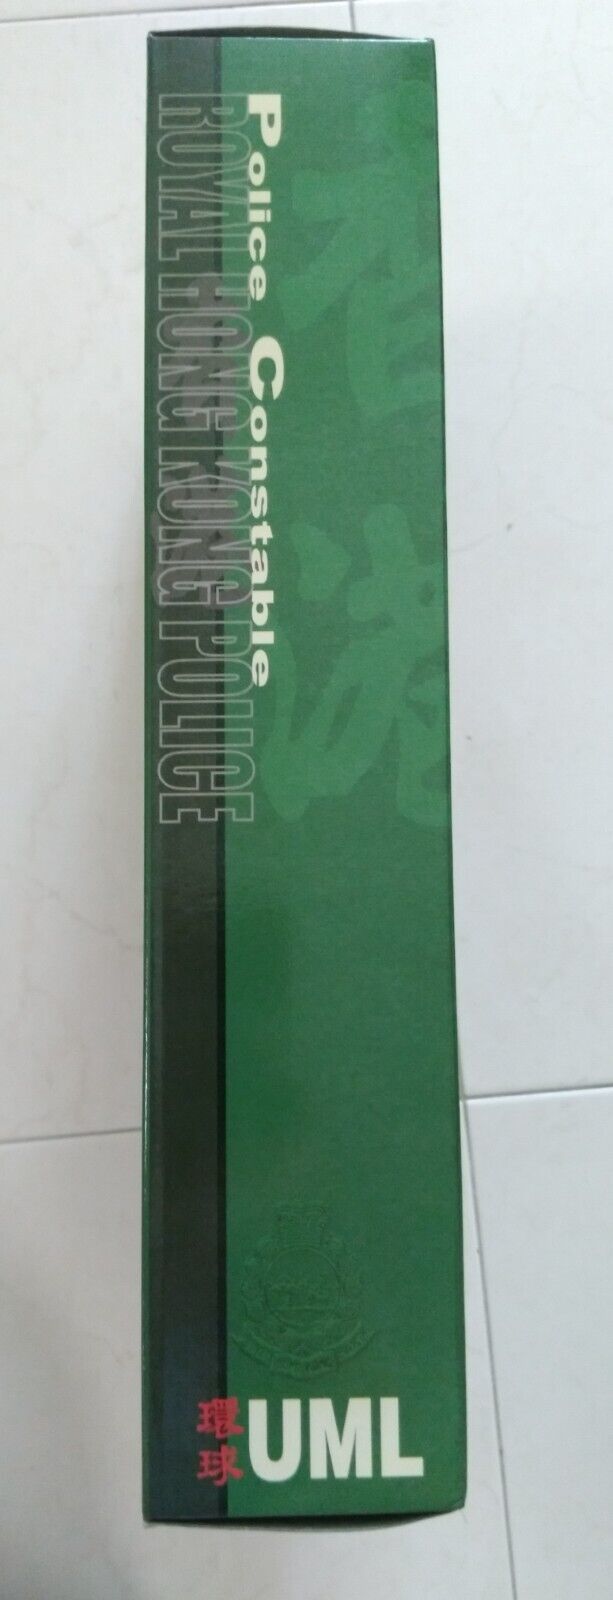 Police Constable
ROYAL HONG KONG POLICE
環球
UML